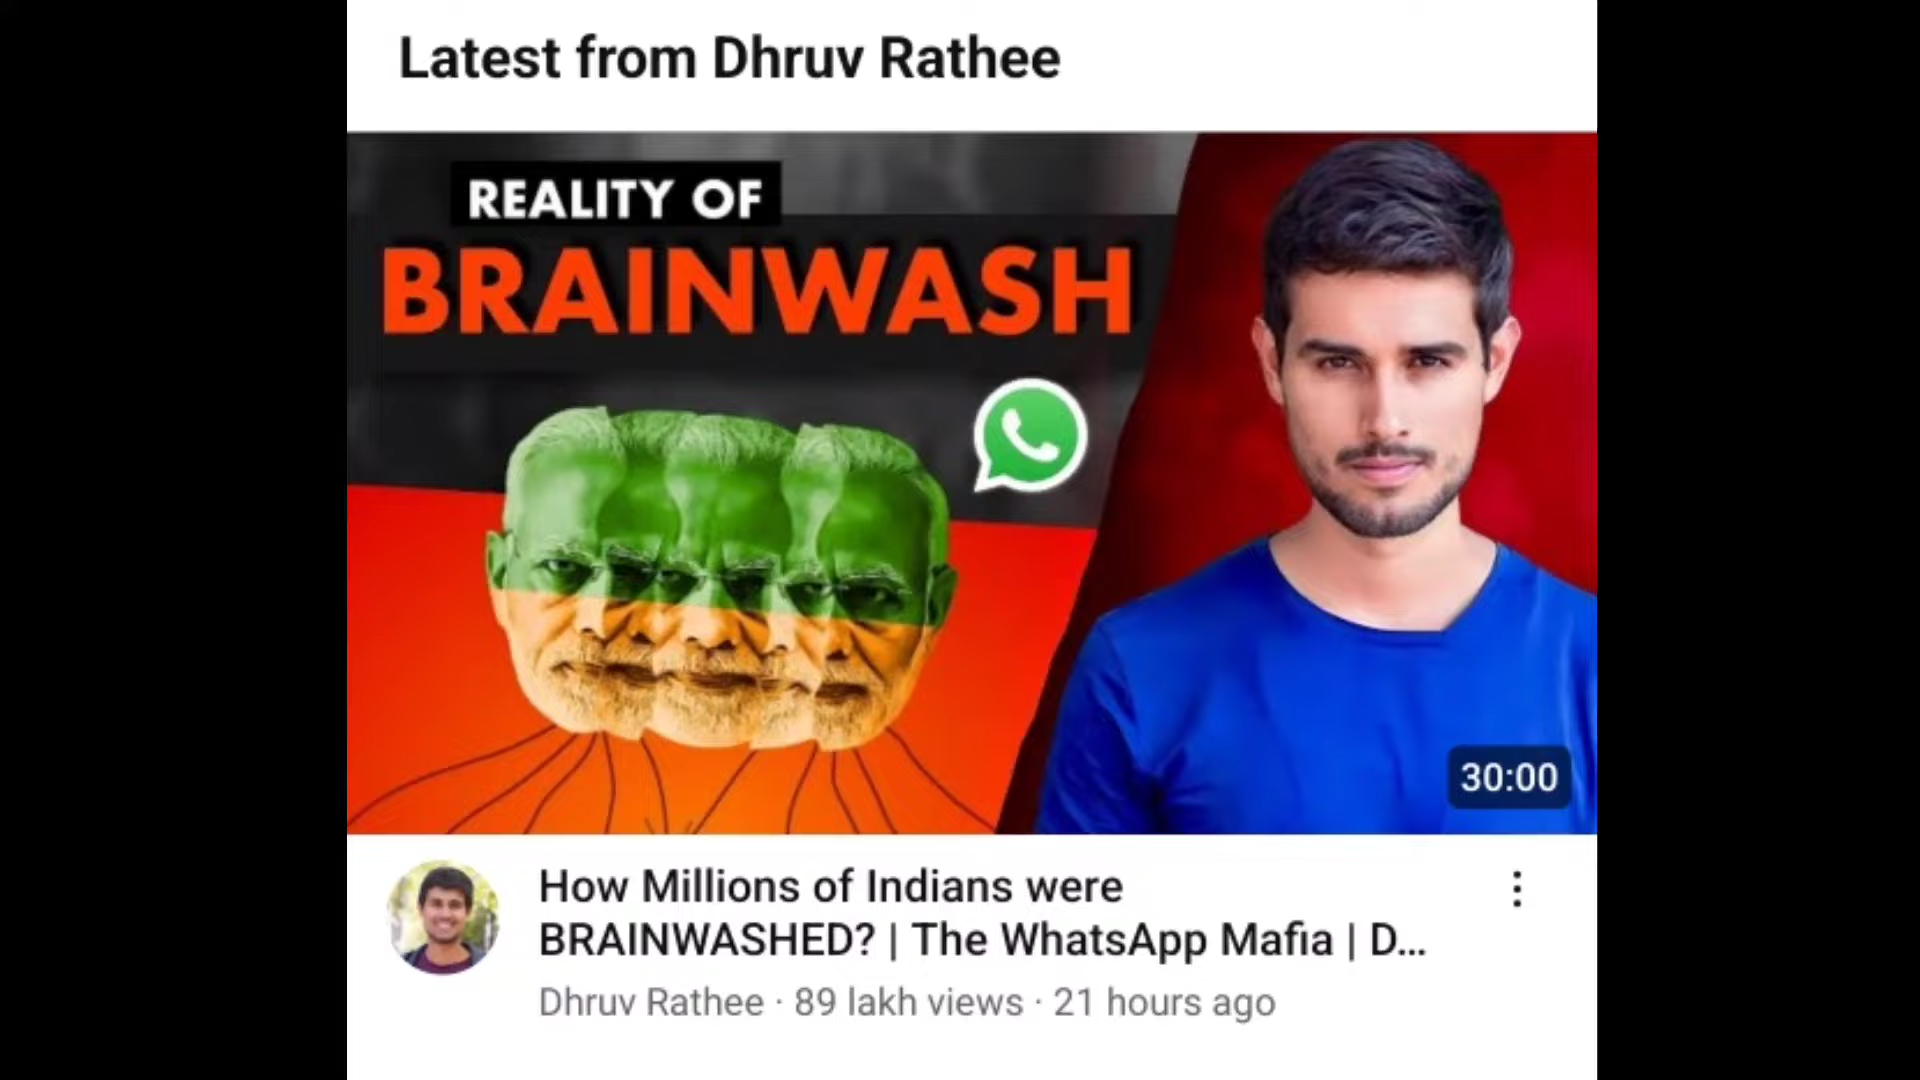 Latest from Dhruv Rathee
REALITY OF
BRAINWASH
30:00
How Millions of Indians were
BRAINWASHED? | The WhatsApp Mafia | D...
Dhruv Rathee · 89 lakh views · 21 hours ago